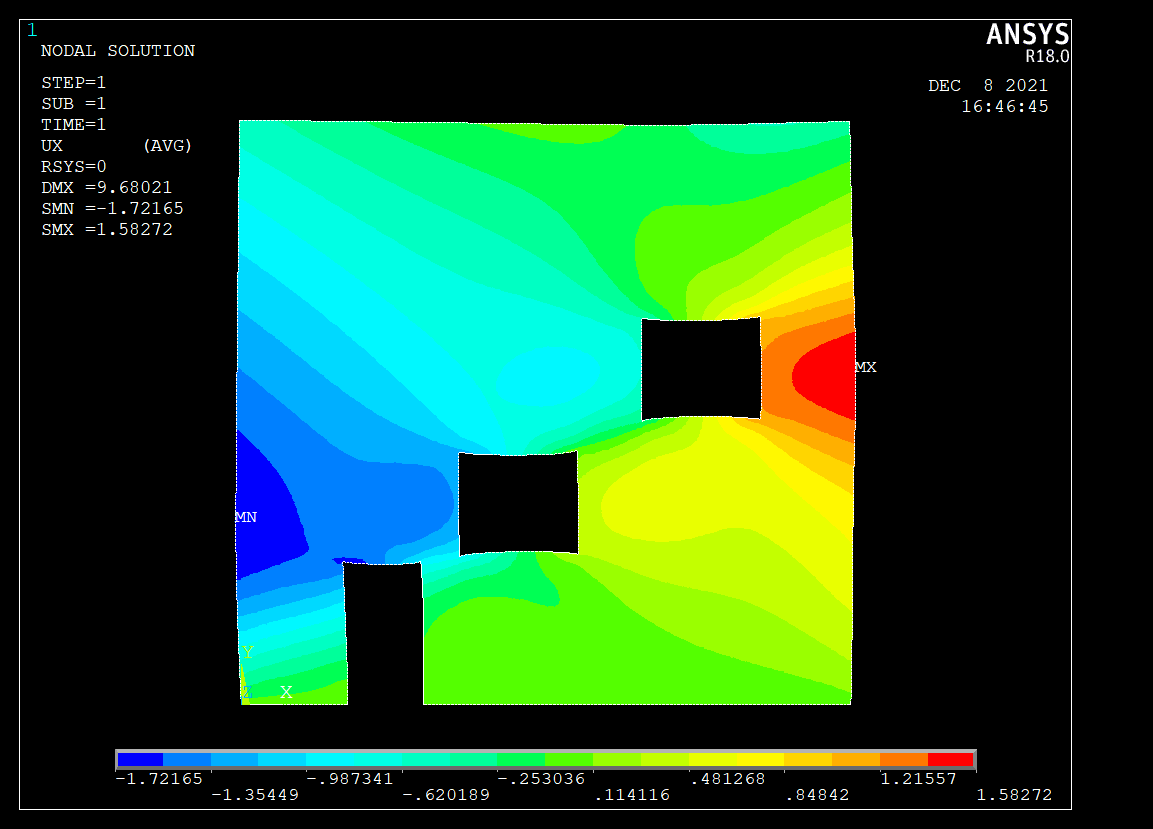 1
NODAL SOLUTION
STEP=1
SUB =1
TIME=1
UX (AVG)
RSYS=0
DMX =9.68021
SMN =-1.72165
SMX =1.58272
ANSYS
R18.0
DEC 8 2021
16:46:45
MX
MN
Y
Z X
-1.72165 -.987341 -.253036 .481268 1.21557
-1.35449 -.620189 .114116 .84842 1.58272